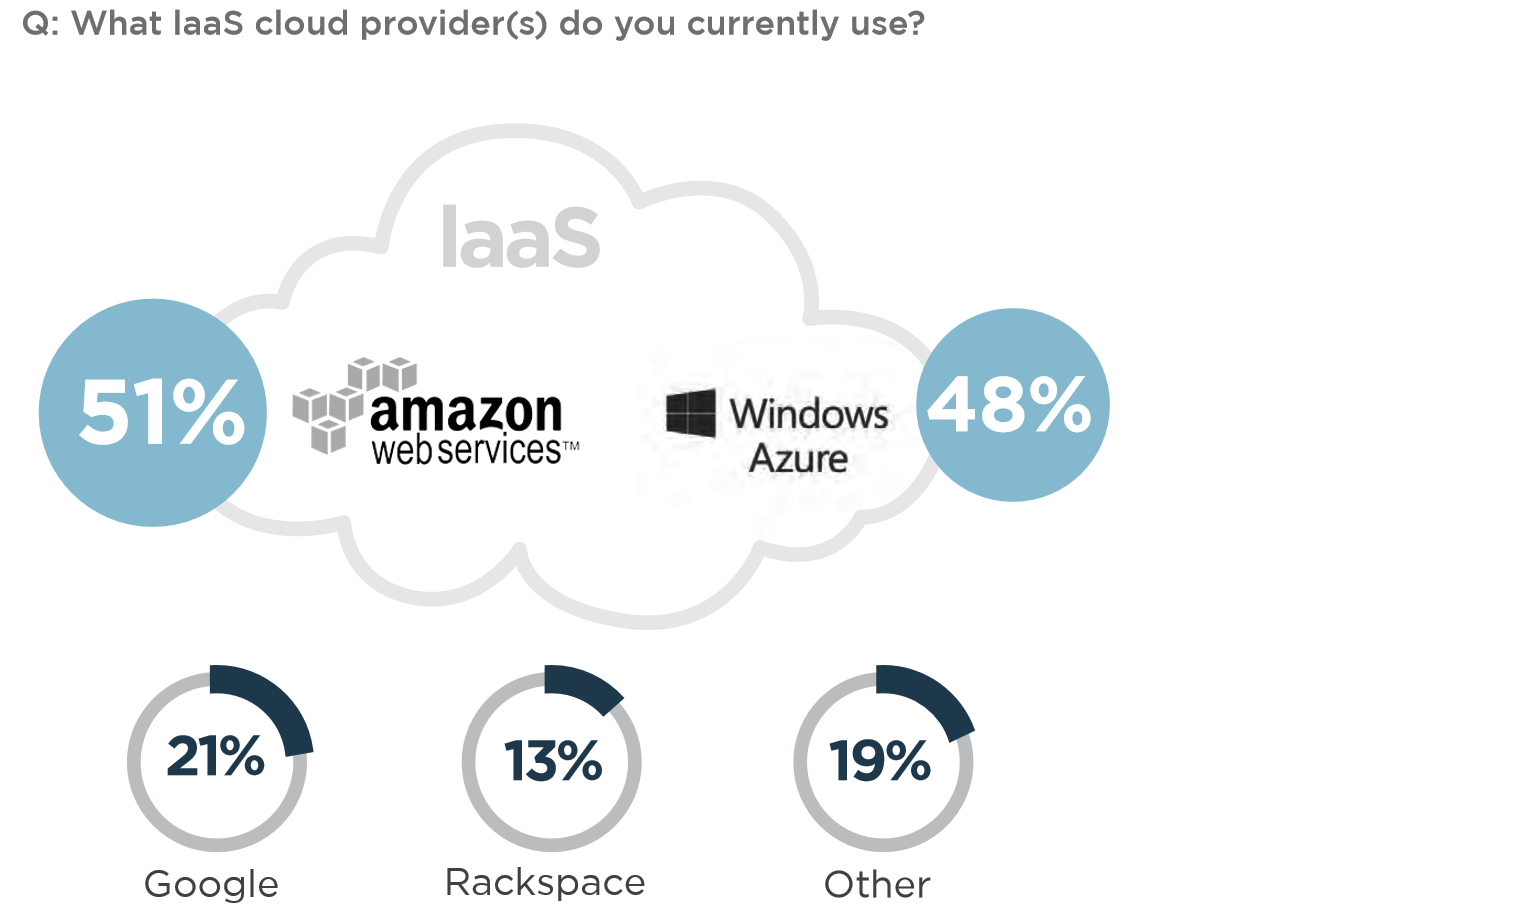 Q: What IaaS cloud provider(s) do you currently use?
IaaS
51%
amazon
web services™
Windows
Azure
48%
21%
13%
19%
Google
Rackspace
Other